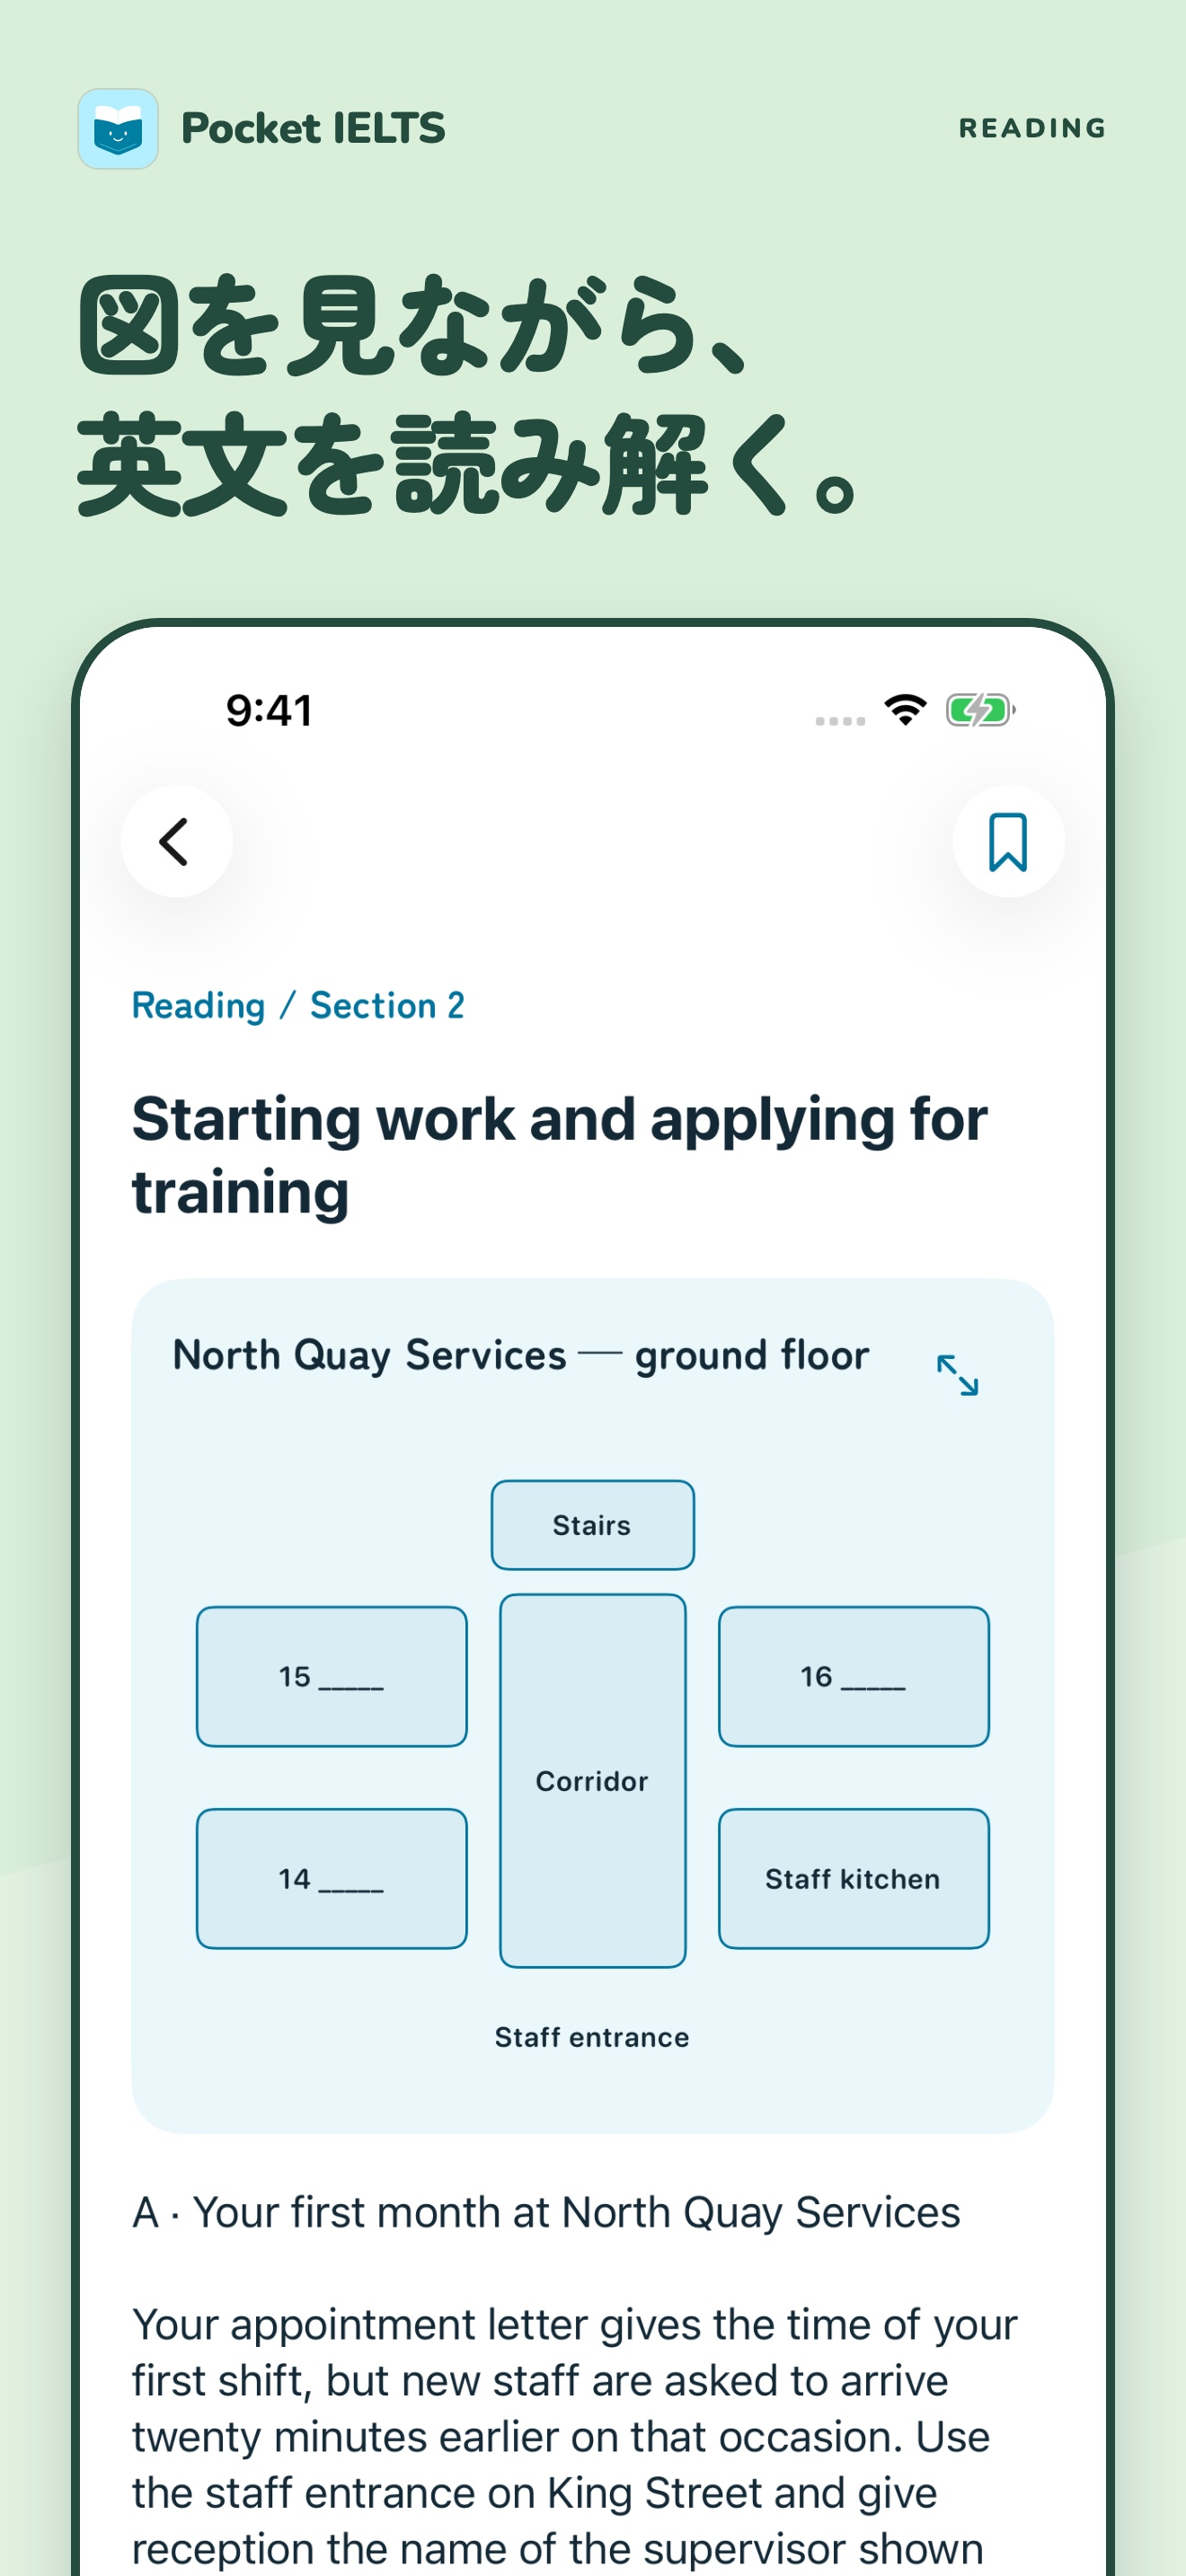 Pocket IELTS
READING
図を見ながら、
英文を読み解く。
9:41
Reading / Section 2
Starting work and applying for
training
North Quay Services — ground floor
Stairs
15 _____
16 _____
Corridor
14 _____
Staff kitchen
Staff entrance
A · Your first month at North Quay Services
Your appointment letter gives the time of your
first shift, but new staff are asked to arrive
twenty minutes earlier on that occasion. Use
the staff entrance on King Street and give
reception the name of the supervisor shown